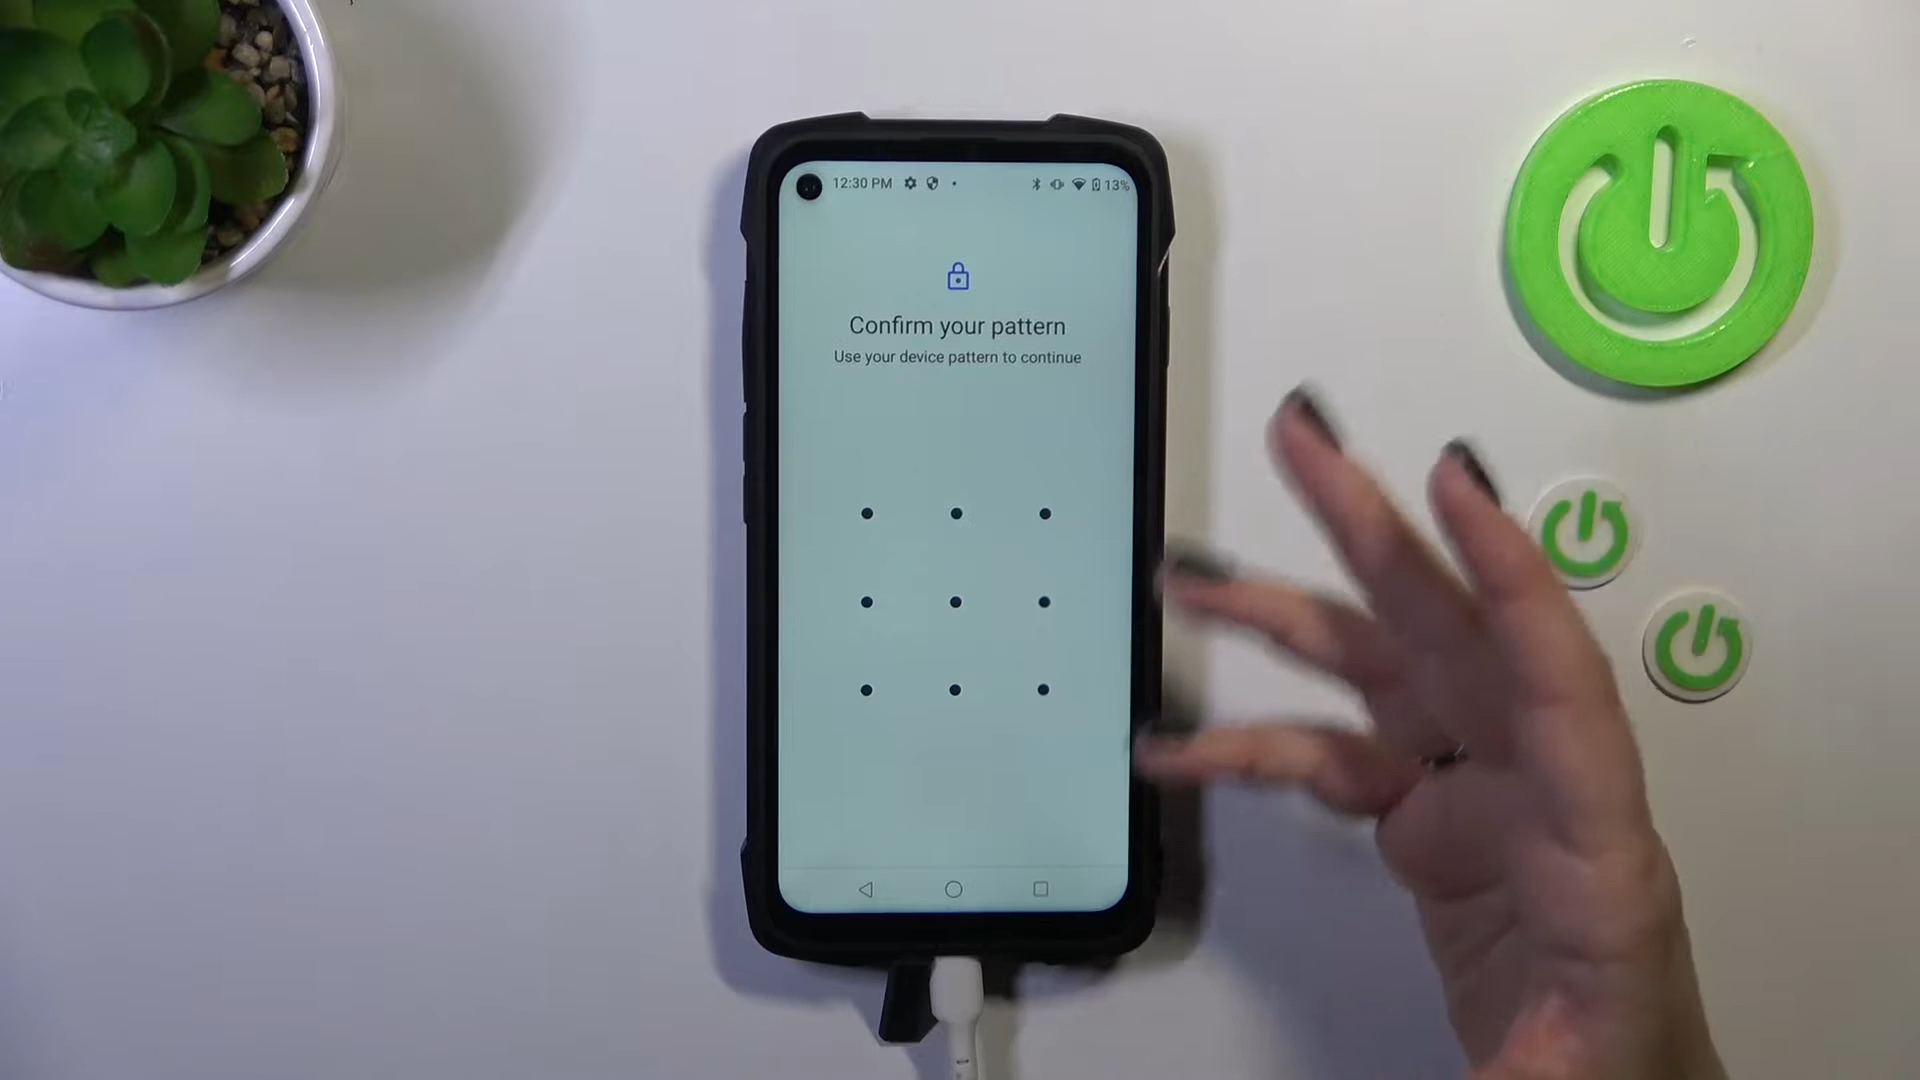 12:30 PM 13%
Confirm your pattern
Use your device pattern to continue